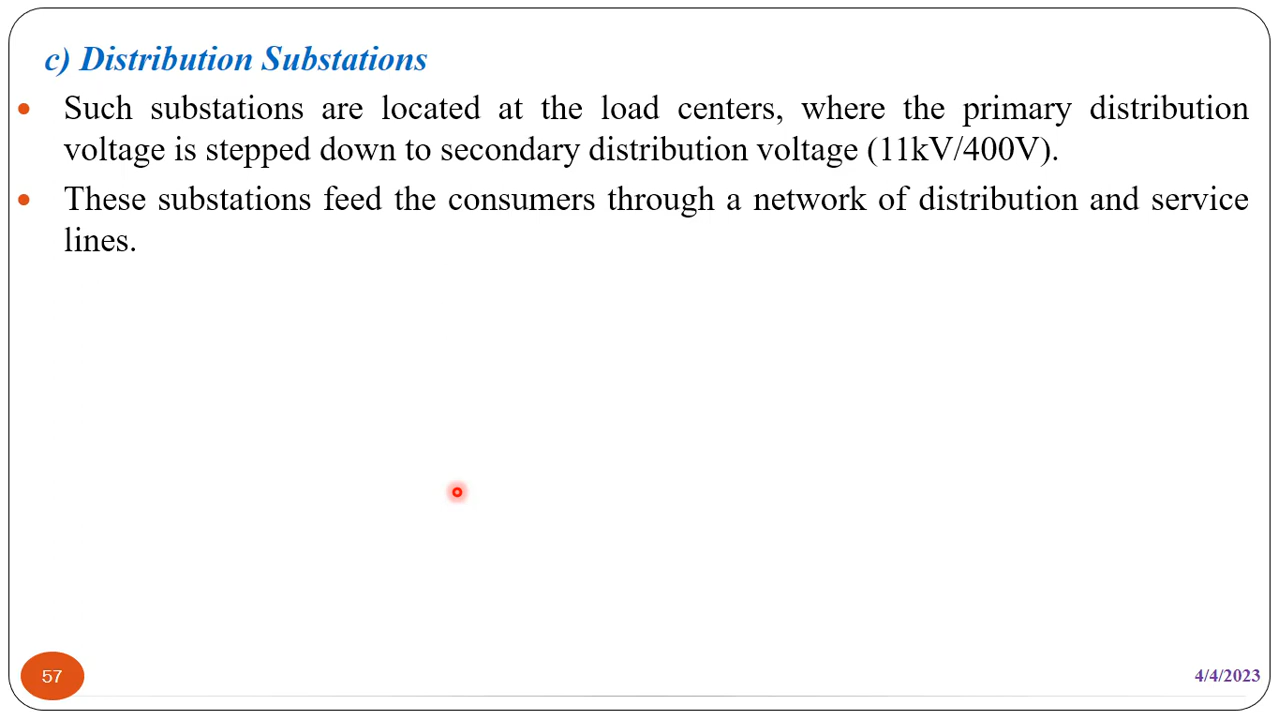 c) Distribution Substations
• Such substations are located at the load centers, where the primary distribution
voltage is stepped down to secondary distribution voltage (11kV/400V).
• These substations feed the consumers through a network of distribution and service
lines.
57
4/4/2023